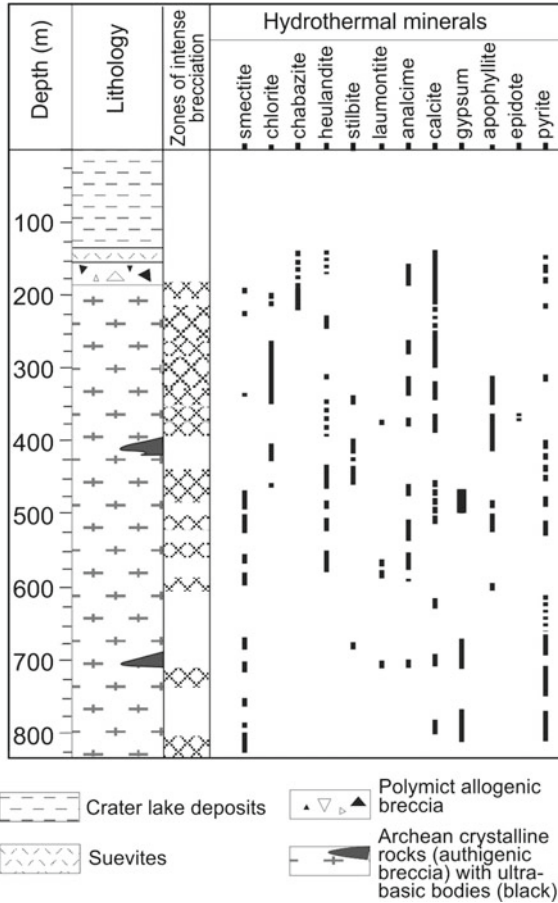 Depth (m)
Lithology
Zones of intense
brecciation
Hydrothermal minerals
smectite
chlorite
chabazite
heulandite
stilbite
laumontite
analcime
calcite
gypsum
apophyllite
epidote
pyrite
100
200
300
400
500
600
700
800
Crater lake deposits
Suevites
Polymict allogenic
breccia
Archean crystalline
rocks (authigenic
breccia) with ultra-
basic bodies (black)